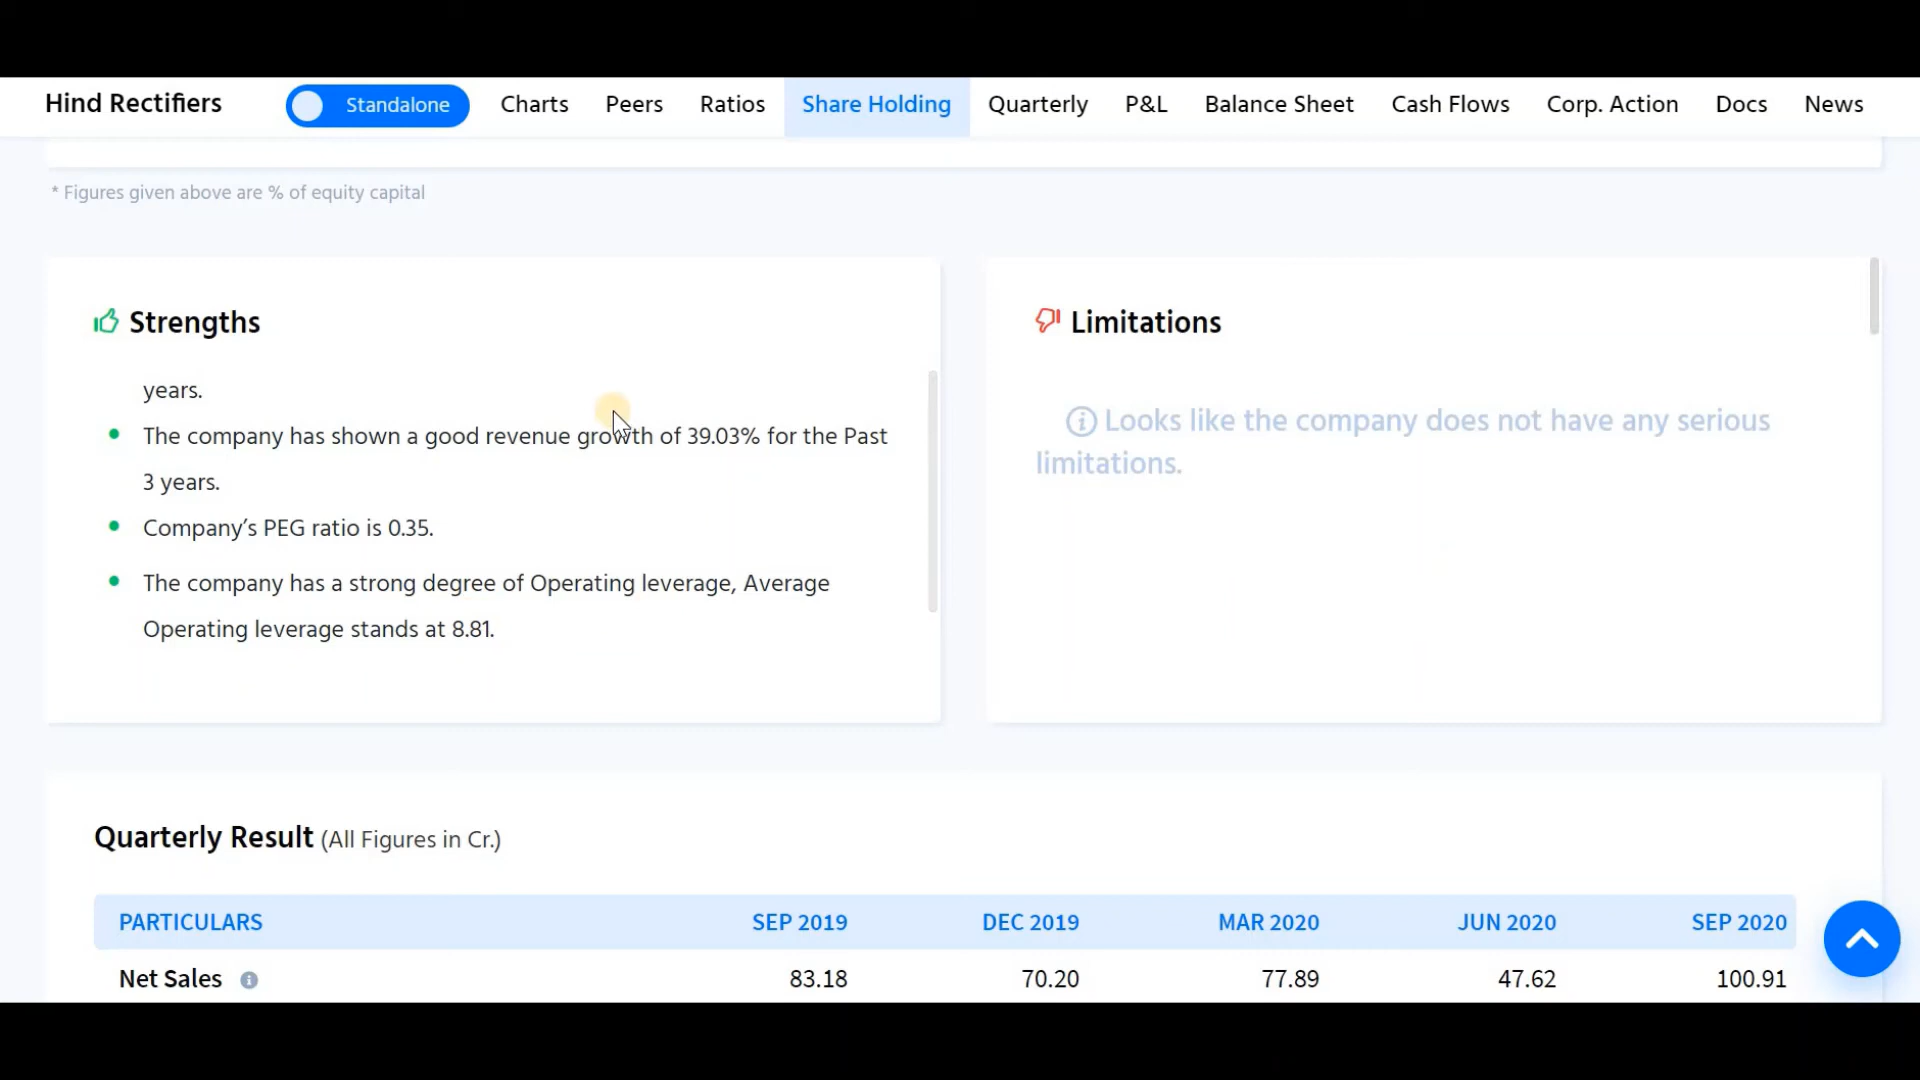 Hind Rectifiers Standalone Charts Peers Ratios Share Holding Quarterly P&L Balance Sheet Cash Flows Corp. Action Docs News
* Figures given above are % of equity capital
Strengths
years.
The company has shown a good revenue growth of 39.03% for the Past
3 years.
Company’s PEG ratio is 0.35.
The company has a strong degree of Operating leverage, Average
Operating leverage stands at 8.81.
Limitations
Looks like the company does not have any serious
limitations.
Quarterly Result (All Figures in Cr.)
PARTICULARS SEP 2019 DEC 2019 MAR 2020 JUN 2020 SEP 2020
Net Sales 83.18 70.20 77.89 47.62 100.91